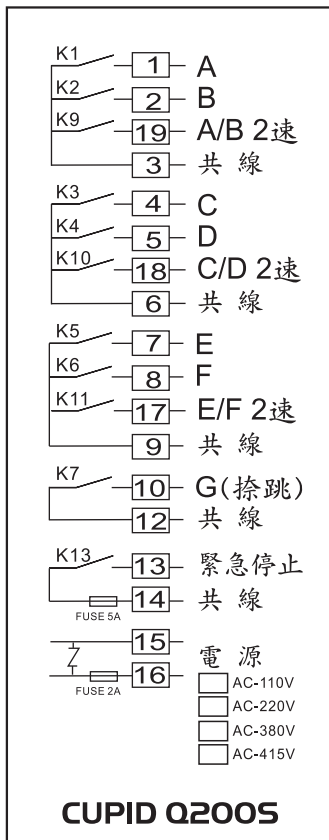 K1 1 A
K2 2 B
K9 19 A/B 2速
3 共 線
K3 4 C
K4 5 D
K10 18 C/D 2速
6 共 線
K5 7 E
K6 8 F
K11 17 E/F 2速
9 共 線
K7 10 G(捺跳)
12 共 線
K13 13 緊急停止
FUSE 5A 14 共 線
15
電 源
FUSE 2A 16
AC-110V
AC-220V
AC-380V
AC-415V
CUPID Q200S